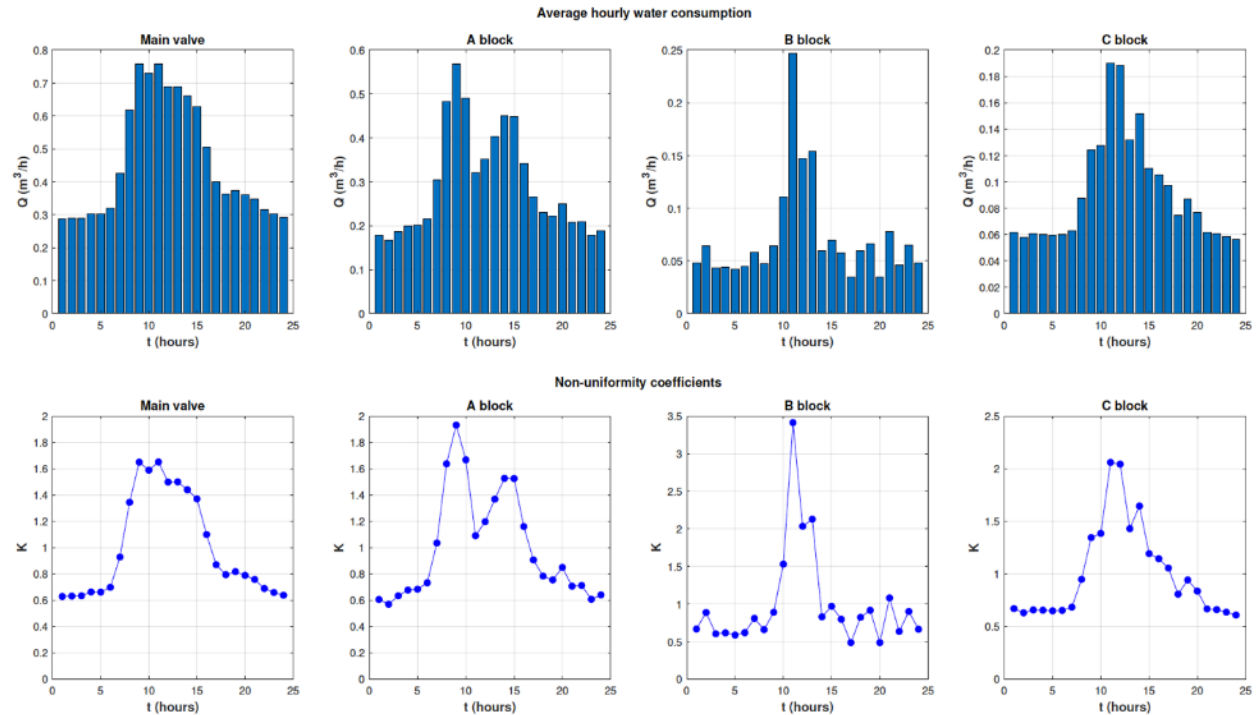 Average hourly water consumption
Main valve
A block
B block
C block
Q (m³/h)
0.8
0.7
0.6
0.5
0.4
0.3
0.2
0.1
0
0 5 10 15 20 25
t (hours)
Q (m³/h)
0.6
0.5
0.4
0.3
0.2
0.1
0
0 5 10 15 20 25
t (hours)
Q (m³/h)
0.25
0.2
0.15
0.1
0.05
0
0 5 10 15 20 25
t (hours)
Q (m³/h)
0.2
0.18
0.16
0.14
0.12
0.1
0.08
0.06
0.04
0.02
0
0 5 10 15 20 25
t (hours)
Non-uniformity coefficients
Main valve
A block
B block
C block
K
2
1.8
1.6
1.4
1.2
1
0.8
0.6
0.4
0.2
0
0 5 10 15 20 25
t (hours)
K
2
1.8
1.6
1.4
1.2
1
0.8
0.6
0.4
0.2
0
0 5 10 15 20 25
t (hours)
K
3.5
3
2.5
2
1.5
1
0.5
0
0 5 10 15 20 25
t (hours)
K
2.5
2
1.5
1
0.5
0
0 5 10 15 20 25
t (hours)